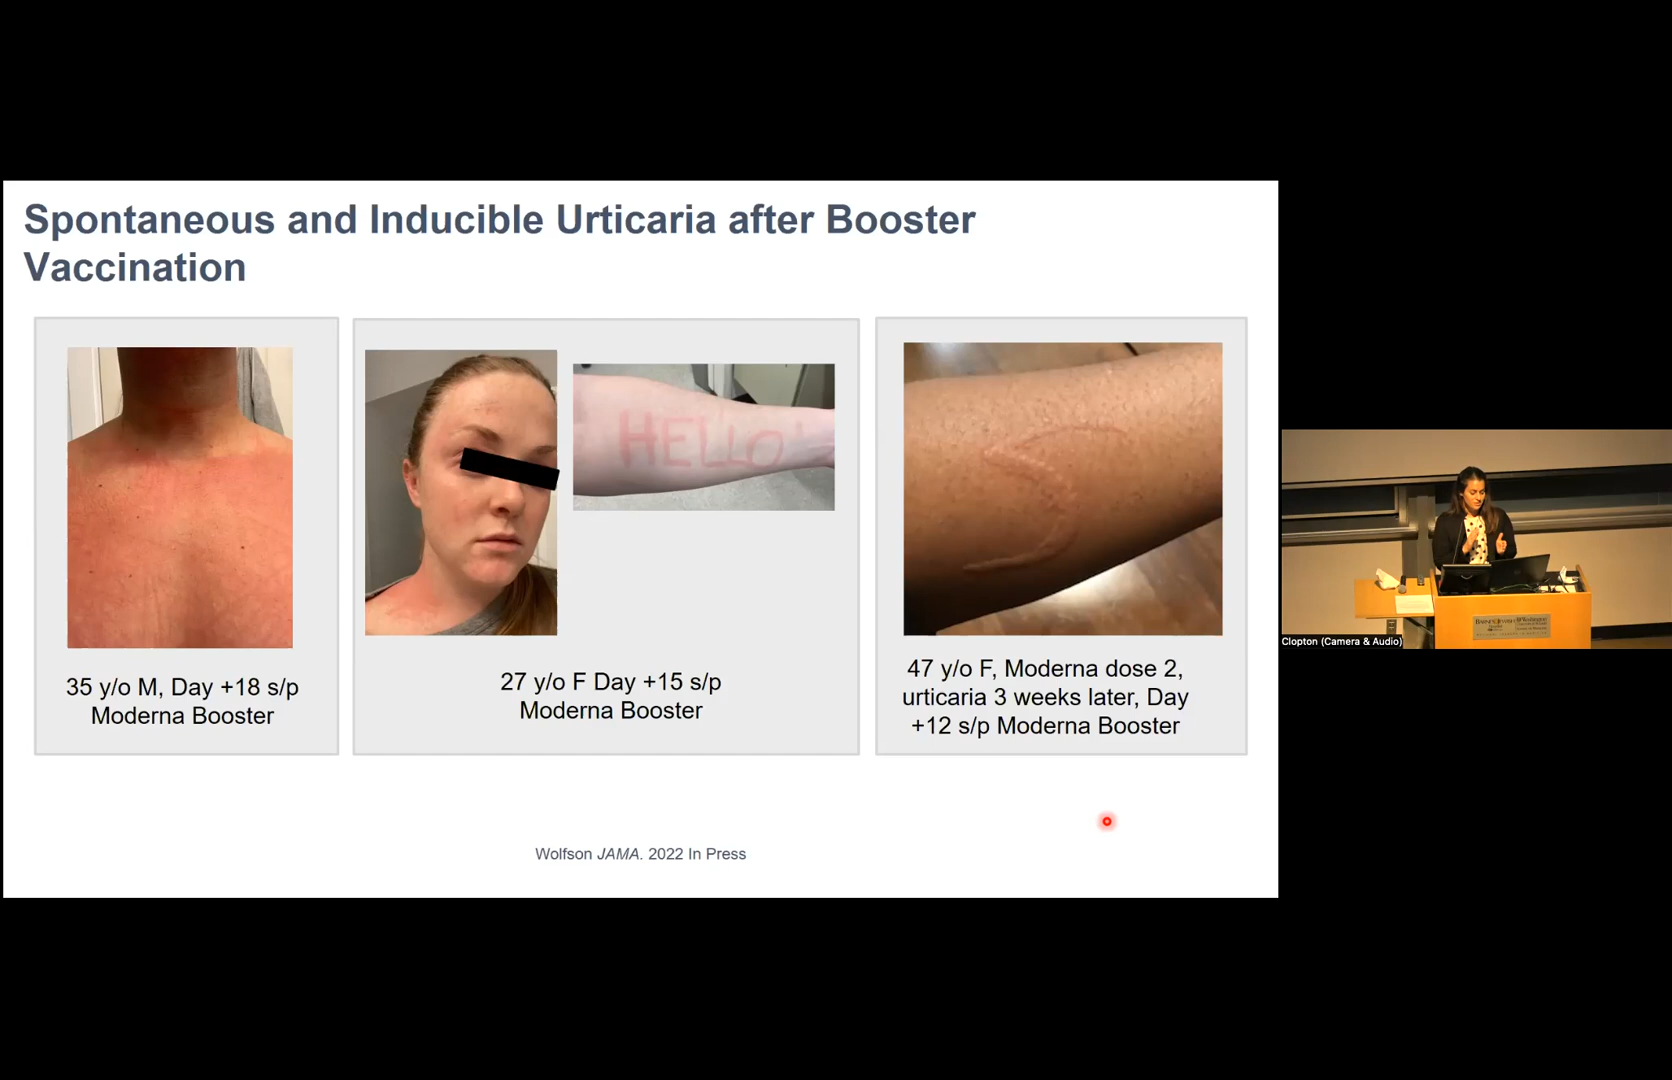 Spontaneous and Inducible Urticaria after Booster
Vaccination
HELLO!
35 y/o M, Day +18 s/p
Moderna Booster
27 y/o F Day +15 s/p
Moderna Booster
47 y/o F, Moderna dose 2,
urticaria 3 weeks later, Day
+12 s/p Moderna Booster
Wolfson JAMA. 2022 In Press
Clopton (Camera & Audio)